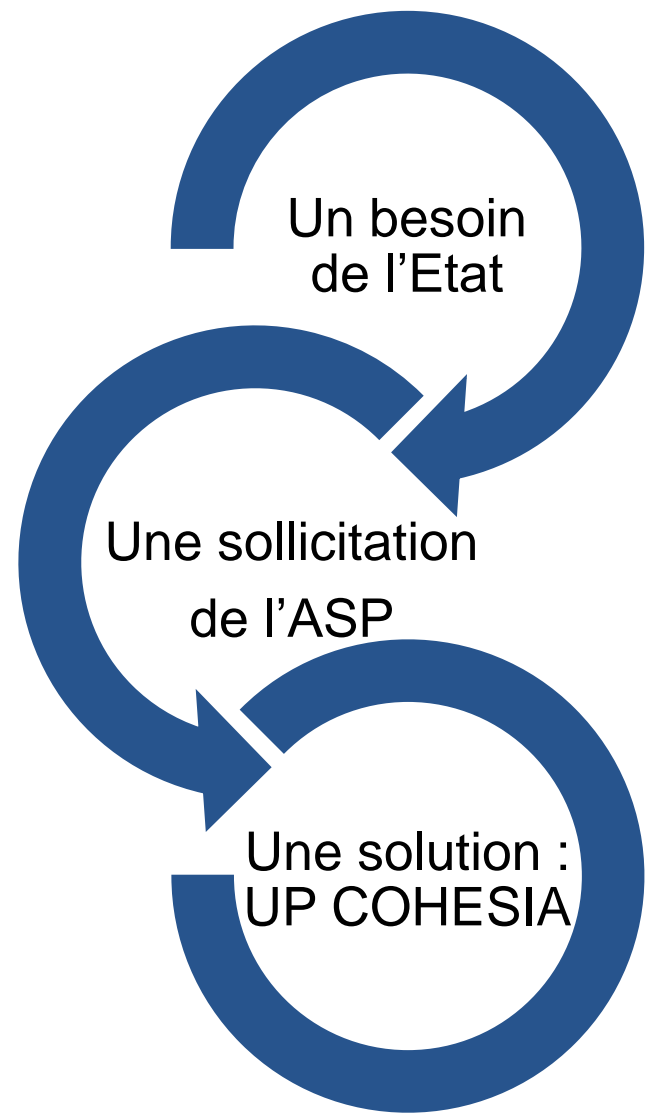 Un besoin
de l’Etat
Une sollicitation
de l’ASP
Une solution :
UP COHESIA